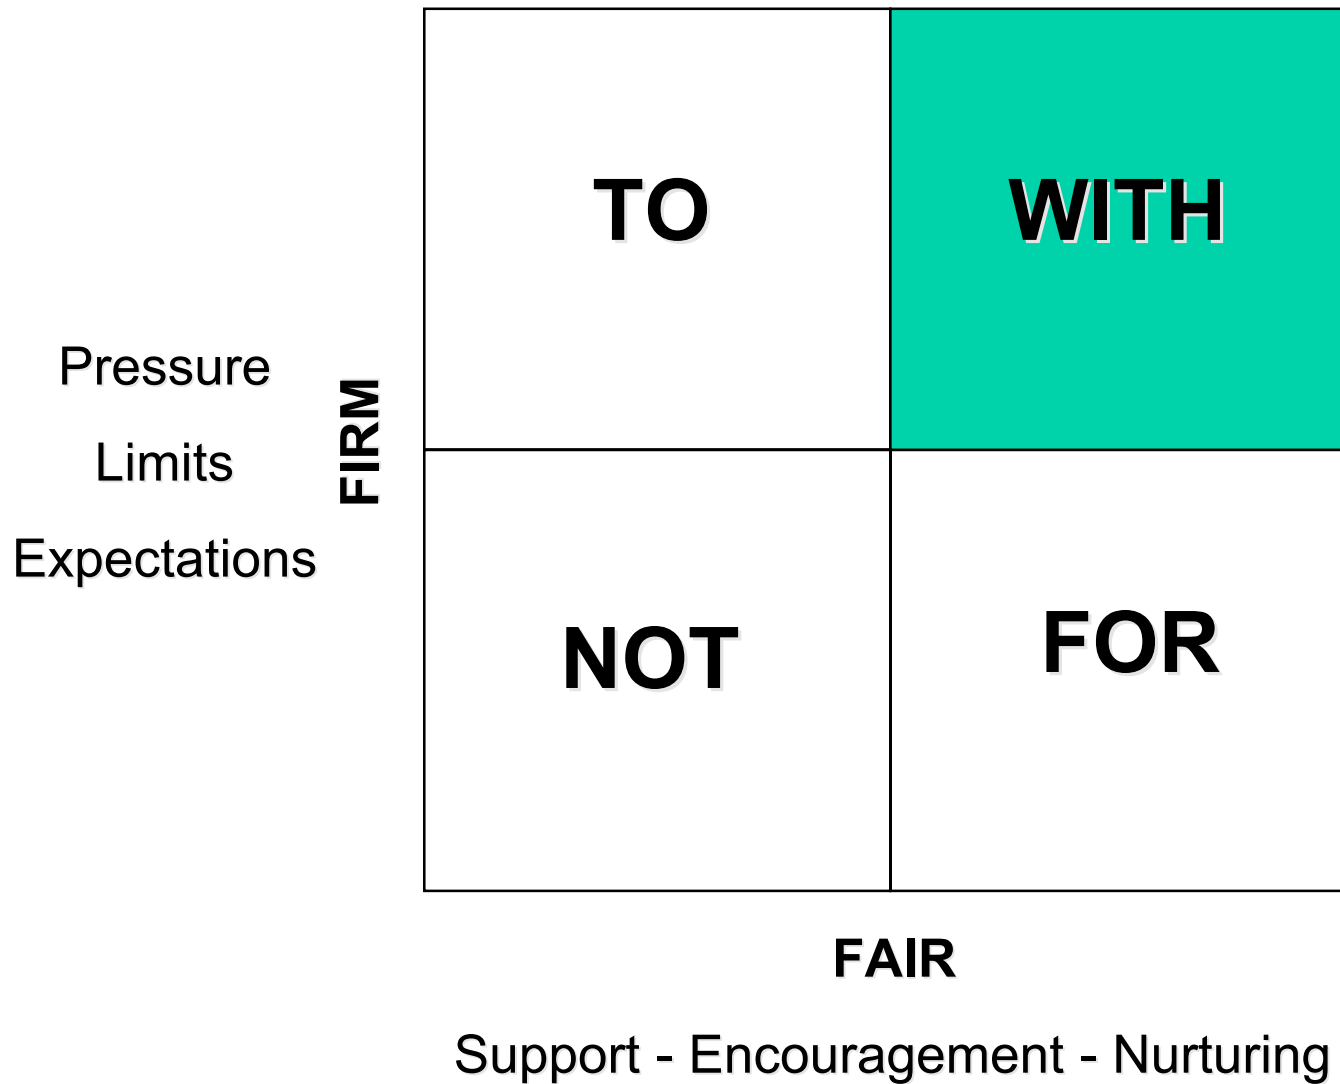 TO
WITH
Pressure
Limits
Expectations
FIRM
NOT
FOR
FAIR
Support - Encouragement - Nurturing